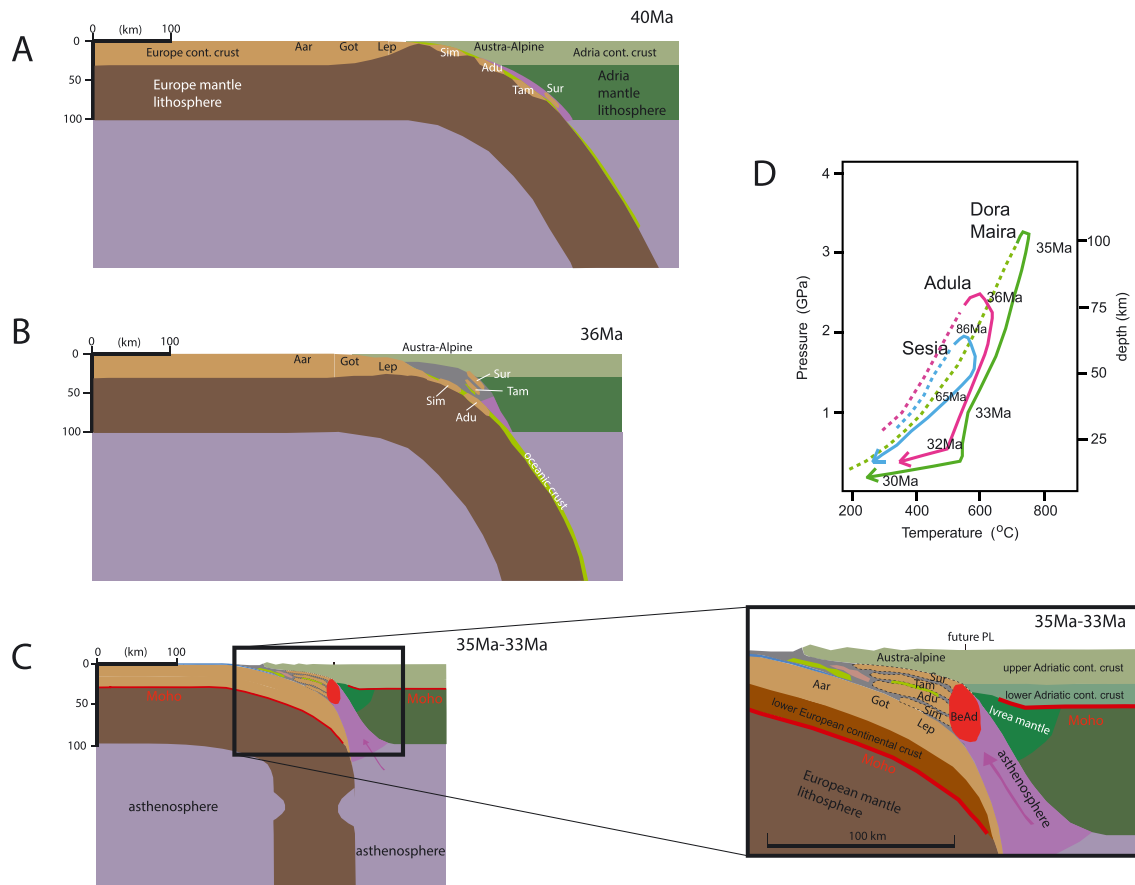 A
0
(km)
100
40Ma
0
50
100
Europe cont. crust
Aar
Got
Lep
Sim
Austra-Alpine
Adria cont. crust
Adu
Tam
Sur
Europe mantle
lithosphere
Adria
mantle
lithosphere
B
0
(km)
100
36Ma
0
50
100
Austra-Alpine
Aar
Got
Lep
Sur
Tam
Sim
Adu
oceanic crust
C
0
(km)
100
35Ma-33Ma
0
50
100
Moho
Moho
asthenosphere
asthenosphere
D
Pressure (GPa)
4
3
2
1
depth (km)
100
75
50
25
Dora
Maira
35Ma
Adula
36Ma
86Ma
Sesia
65Ma
33Ma
32Ma
30Ma
200
400
600
800
Temperature (°C)
35Ma-33Ma
future PL
Austra-alpine
upper Adriatic cont. crust
Sur
Tam
Adu
Sim
Lep
Aar
Got
BeAd
lower Adriatic cont. crust
Ivrea mantle
Moho
lower European continental crust
Moho
European mantle
lithosphere
asthenosphere
100 km